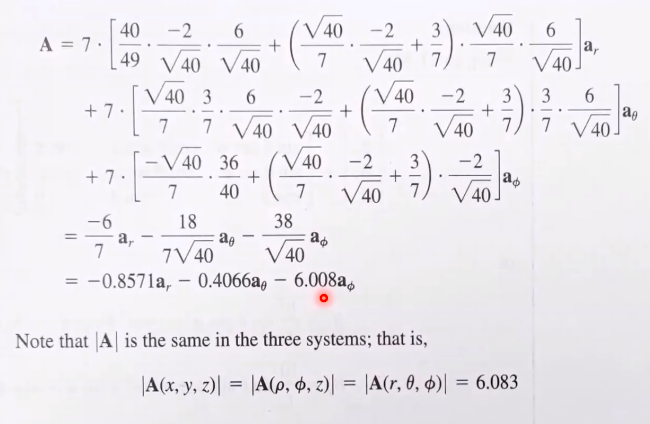 A = 7 · [40/49 · -2/√40 · 6/√40 + (√40/7 · -2/√40 + 3/7) · √40/7 · 6/√40] aᵣ
+ 7 · [√40/7 · 3/7 · 6/√40 · -2/√40 + (√40/7 · -2/√40 + 3/7) · 3/7 · 6/√40] a_θ
+ 7 · [-√40/7 · 36/40 + (√40/7 · -2/√40 + 3/7) · -2/√40] a_ϕ
= -6/7 aᵣ - 18/7√40 a_θ - 38/√40 a_ϕ
= -0.8571aᵣ - 0.4066a_θ - 6.008a_ϕ
Note that |A| is the same in the three systems; that is,
|A(x, y, z)| = |A(ρ, ϕ, z)| = |A(r, θ, ϕ)| = 6.083